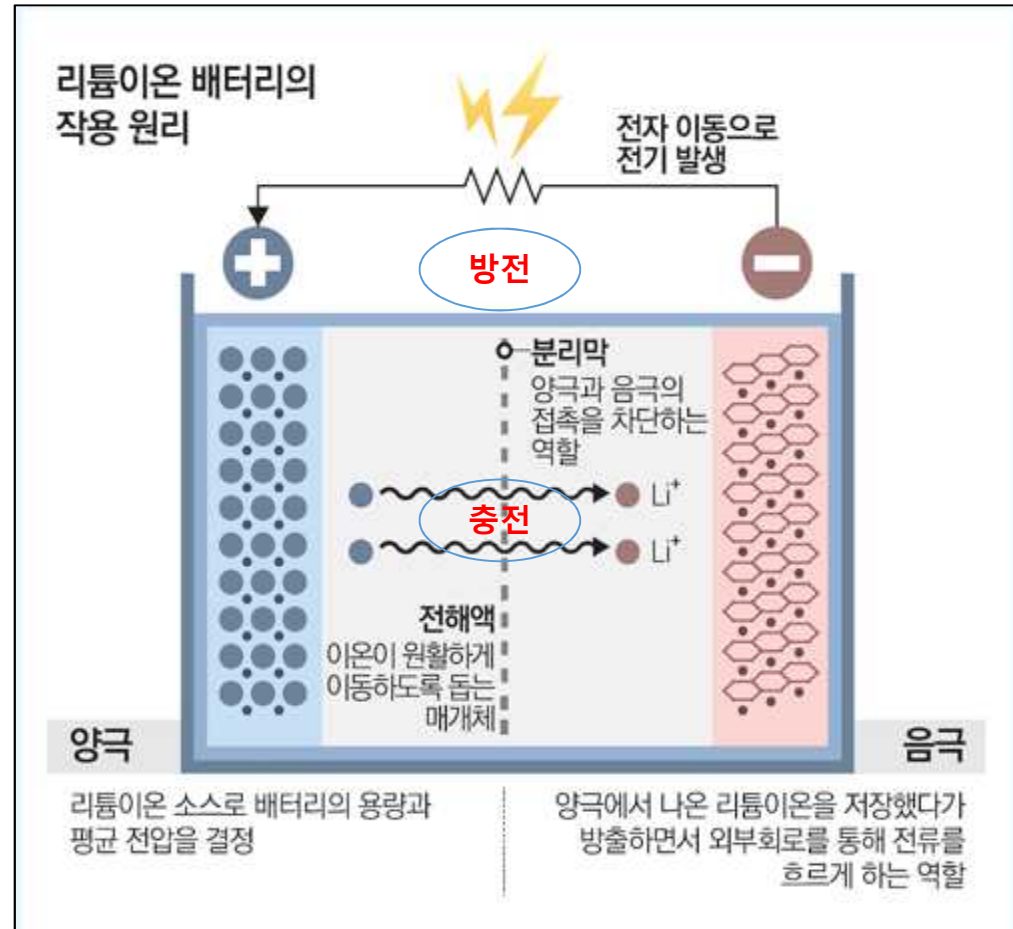 리튬이온 배터리의
작용 원리
전자 이동으로
전기 발생
방전
분리막
양극과 음극의
접촉을 차단하는
역할
Li⁺
충전
Li⁺
전해액
이온이 원활하게
이동하도록 돕는
매개체
양극
음극
리튬이온 소스로 배터리의 용량과
평균 전압을 결정
양극에서 나온 리튬이온을 저장했다가
방출하면서 외부회로를 통해 전류를
흐르게 하는 역할